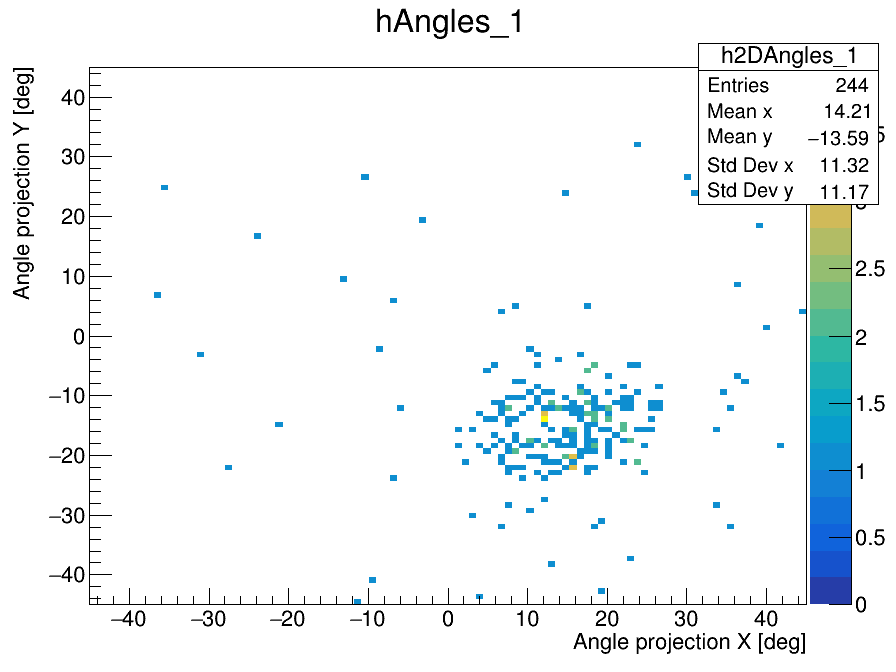 hAngles_1
h2DAngles_1
Entries 244
Mean x 14.21
Mean y −13.59
Std Dev x 11.32
Std Dev y 11.17
Angle projection Y [deg]
40
30
20
10
0
−10
−20
−30
−40
−40 −30 −20 −10 0 10 20 30 40
Angle projection X [deg]
2.5
2
1.5
1
0.5
0